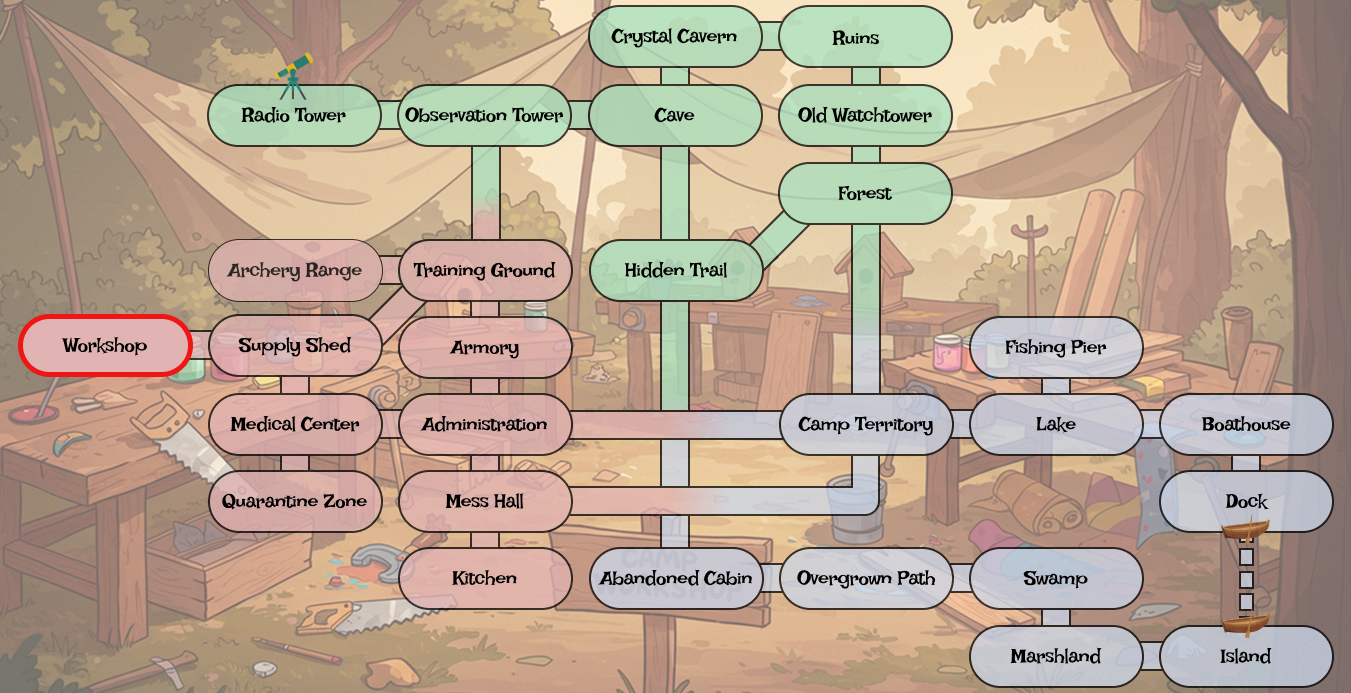 Crystal Cavern
Ruins
Radio Tower
Observation Tower
Cave
Old Watchtower
Forest
Archery Range
Training Ground
Hidden Trail
Workshop
Supply Shed
Armory
Fishing Pier
Medical Center
Administration
Camp Territory
Lake
Boathouse
Quarantine Zone
Mess Hall
Dock
Kitchen
Abandoned Cabin
Overgrown Path
Swamp
CAMP
WORKSHOP
Marshland
Island